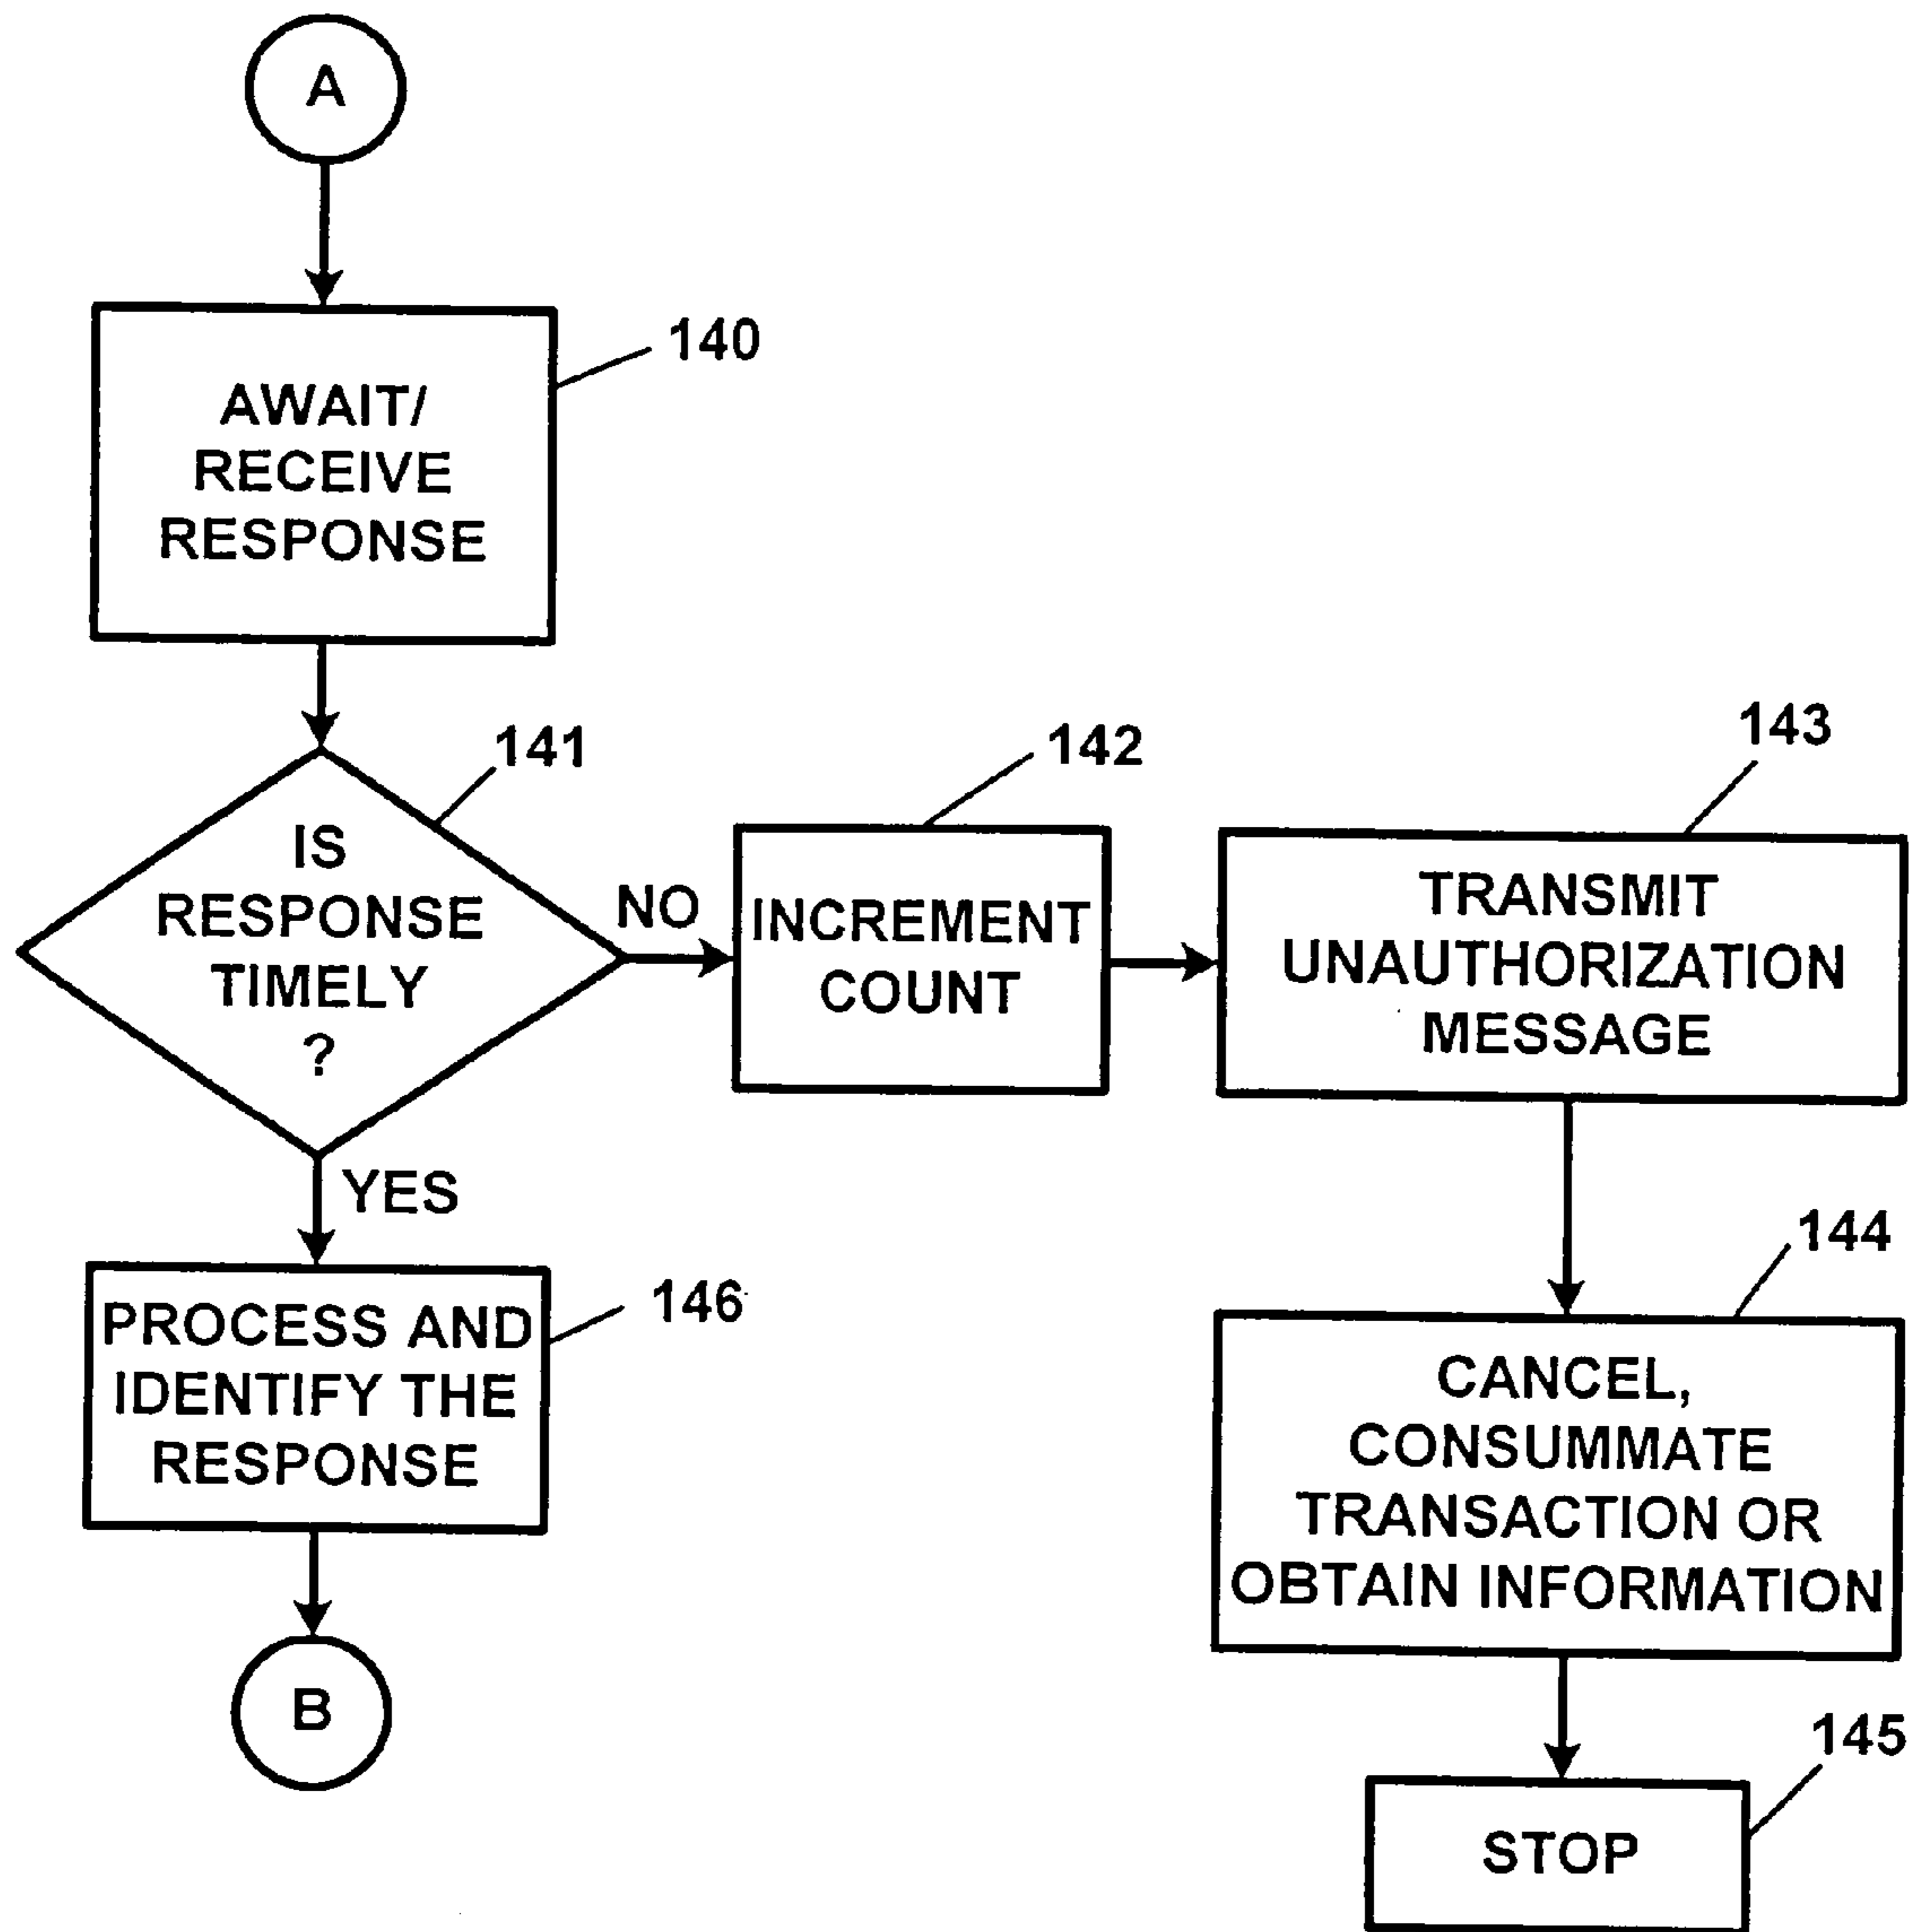 A
140
AWAIT/
RECEIVE
RESPONSE
141
IS
RESPONSE
TIMELY
?
NO
142
INCREMENT
COUNT
143
TRANSMIT
UNAUTHORIZATION
MESSAGE
YES
144
CANCEL,
CONSUMMATE
TRANSACTION OR
OBTAIN INFORMATION
146
PROCESS AND
IDENTIFY THE
RESPONSE
B
145
STOP